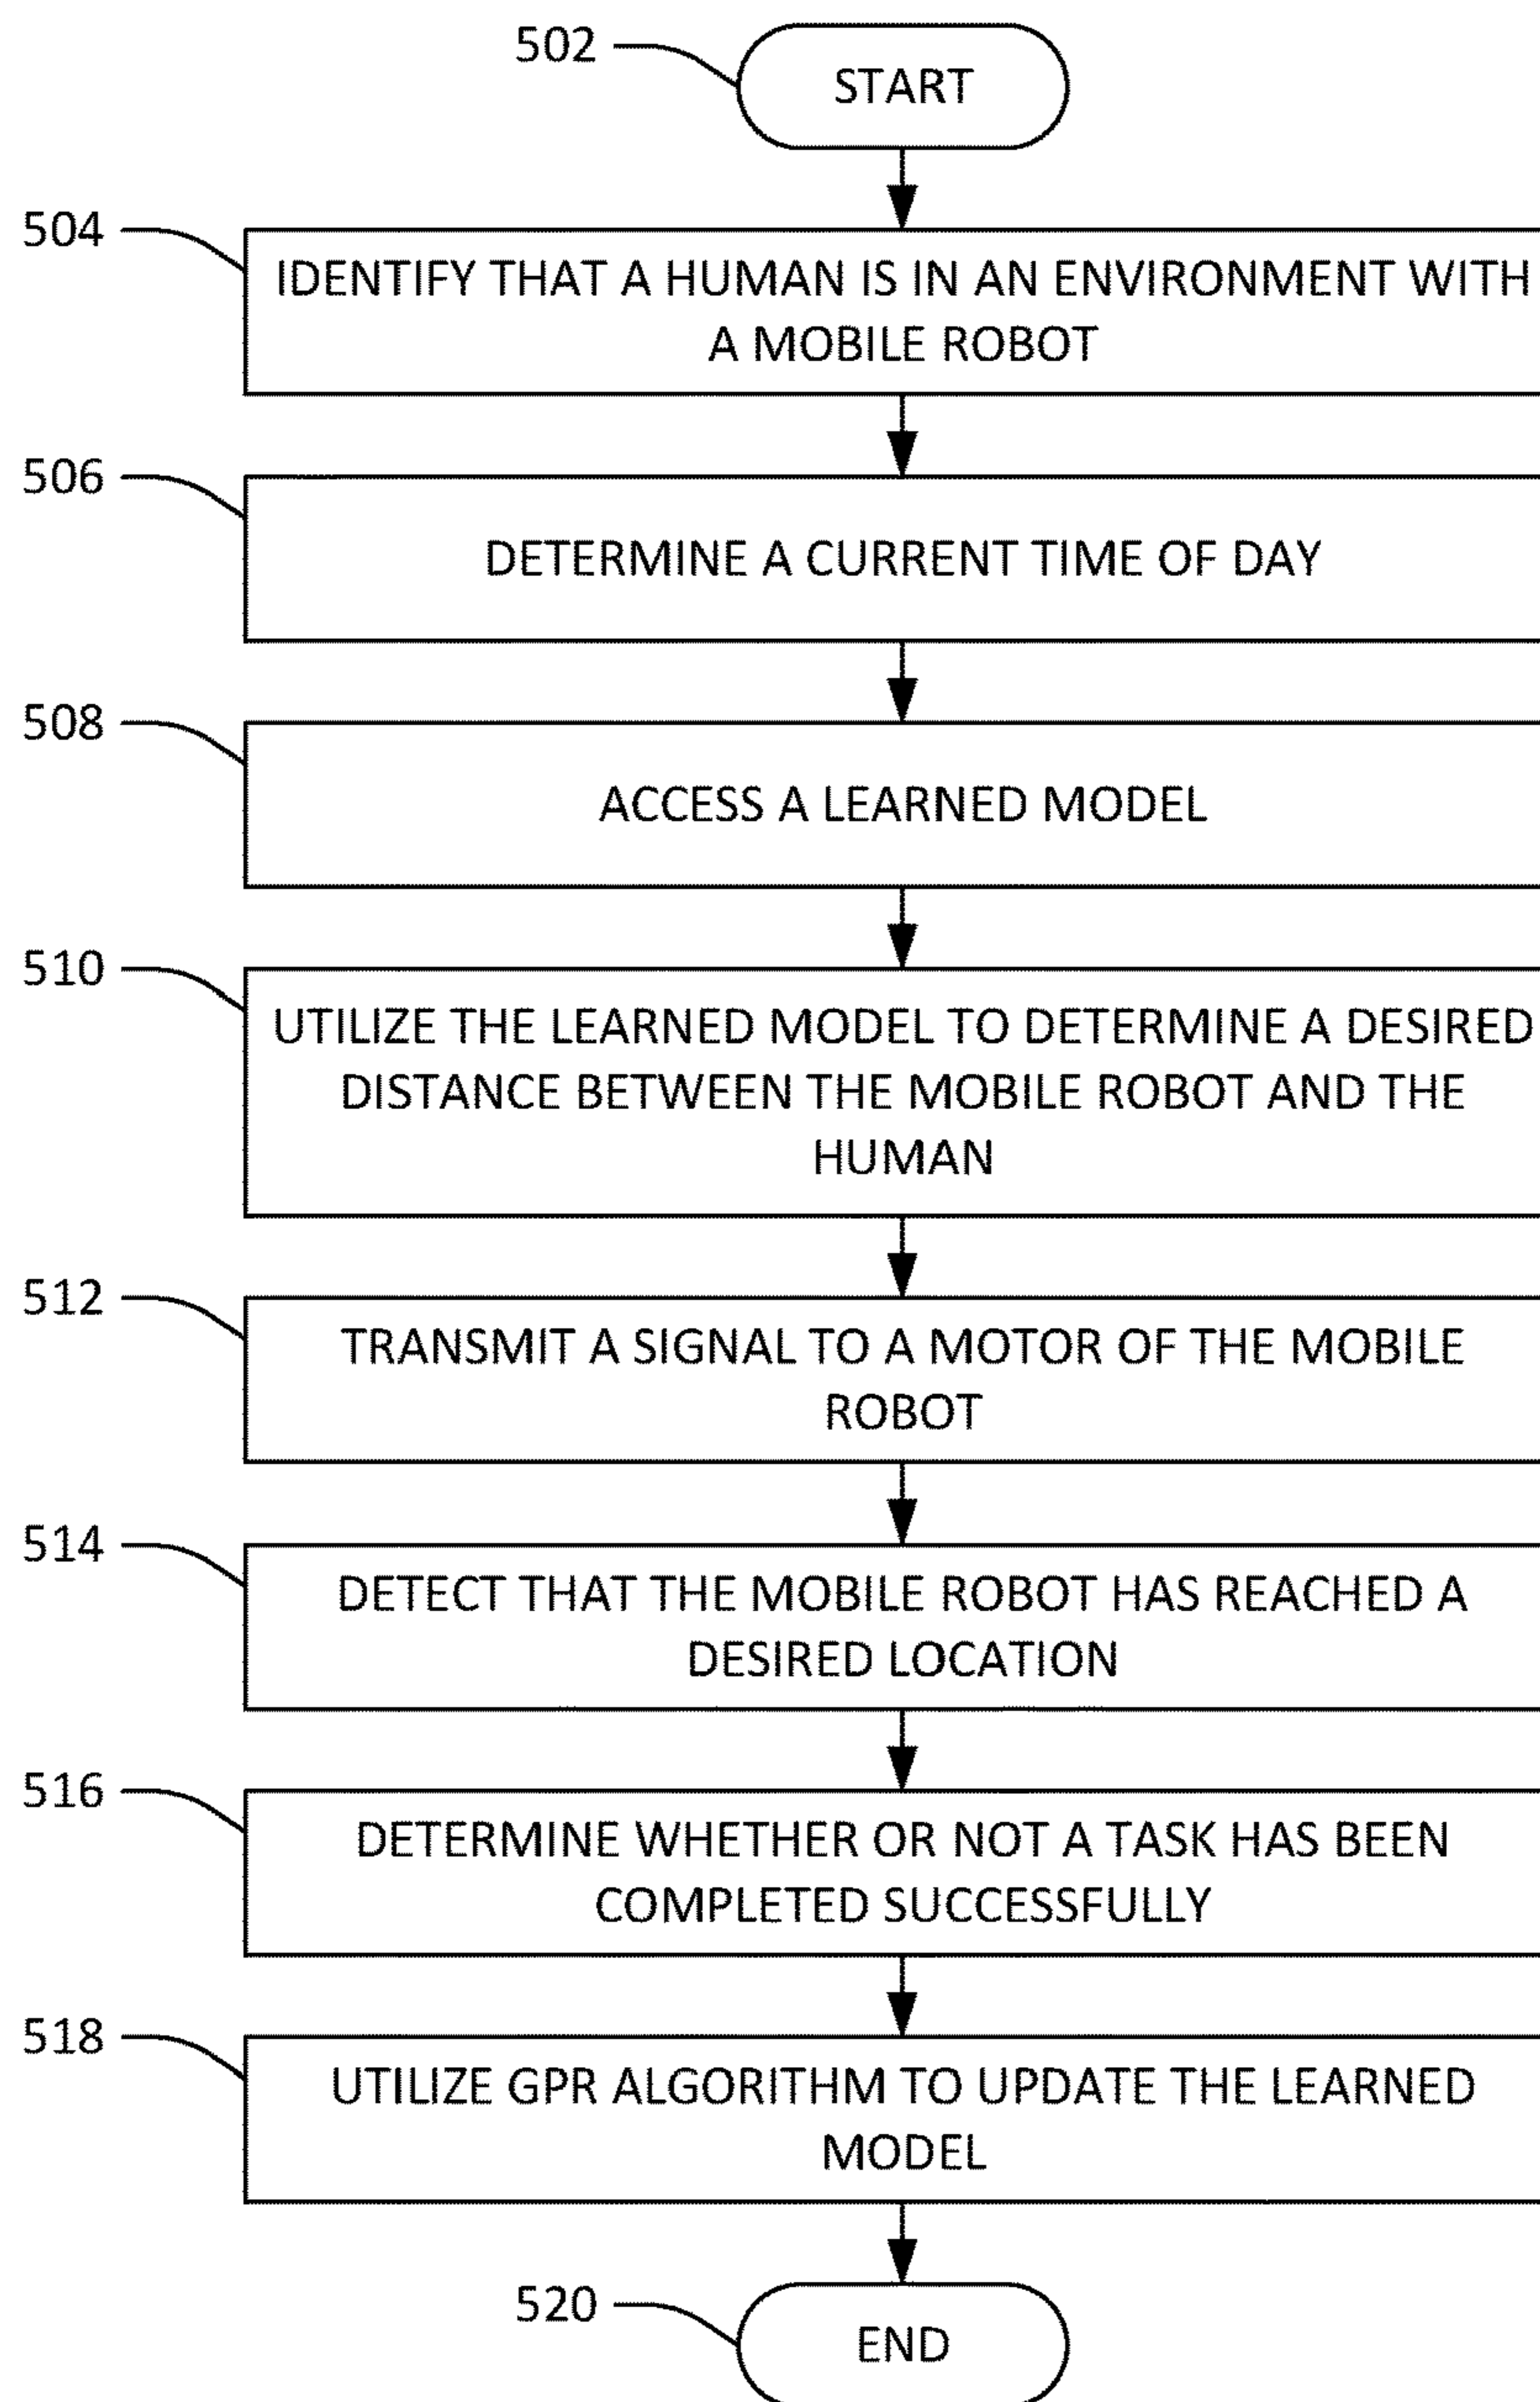 502
START
504
IDENTIFY THAT A HUMAN IS IN AN ENVIRONMENT WITH
A MOBILE ROBOT
506
DETERMINE A CURRENT TIME OF DAY
508
ACCESS A LEARNED MODEL
510
UTILIZE THE LEARNED MODEL TO DETERMINE A DESIRED
DISTANCE BETWEEN THE MOBILE ROBOT AND THE
HUMAN
512
TRANSMIT A SIGNAL TO A MOTOR OF THE MOBILE
ROBOT
514
DETECT THAT THE MOBILE ROBOT HAS REACHED A
DESIRED LOCATION
516
DETERMINE WHETHER OR NOT A TASK HAS BEEN
COMPLETED SUCCESSFULLY
518
UTILIZE GPR ALGORITHM TO UPDATE THE LEARNED
MODEL
520
END